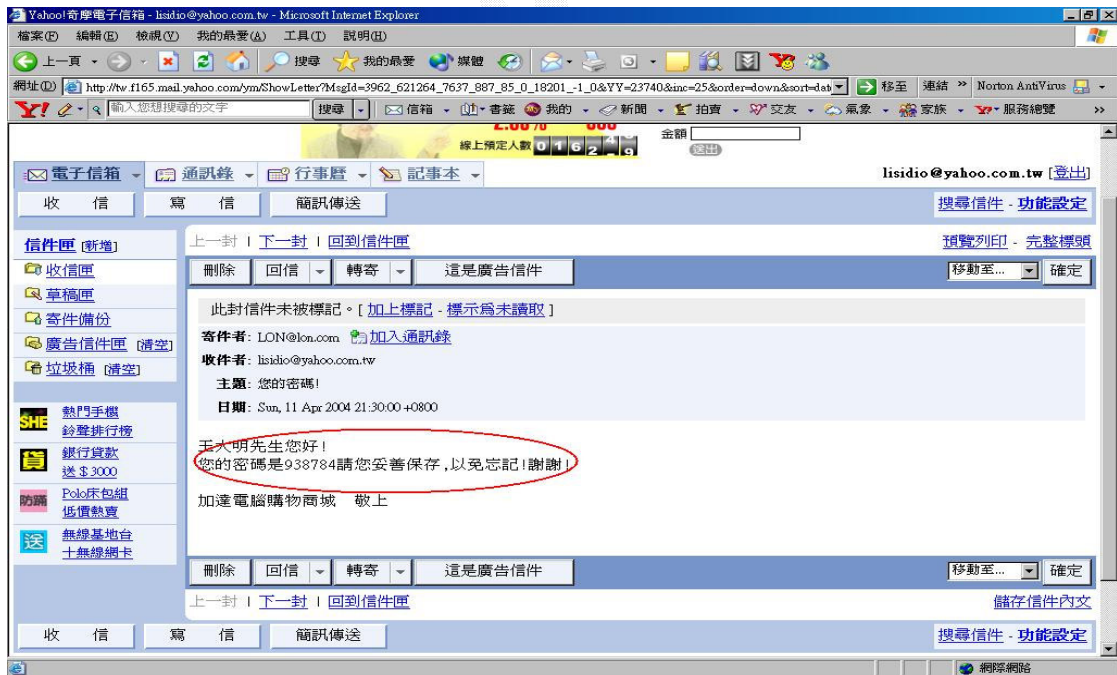 Yahoo!奇摩電子信箱 - lisidio@yahoo.com.tw - Microsoft Internet Explorer
檔案(F) 編輯(E) 檢視(V) 我的最愛(A) 工具(T) 說明(H)
上一頁 搜尋 我的最愛 媒體
網址(D) http://tw.f165.mail.yahoo.com/ym/ShowLetter?MsgId=3962_621264_7637_887_85_0_18201_-1_0&YY=23740&inc=25&order=down&sort=dat 移至 連結 » Norton AntiVirus
Y! 輸入您想搜尋的文字 搜尋 信箱 書籤 我的 新聞 拍賣 交友 氣象 家族 服務總覽 »
2.00% 600 金額
線上預定人數 0 1 6 2 送出
電子信箱 通訊錄 行事曆 記事本 lisidio@yahoo.com.tw [登出]
收 信 寫 信 簡訊傳送 搜尋信件 - 功能設定
信件匣 [新增] 上一封 | 下一封 | 回到信件匣 預覽列印 - 完整標頭
收信匣 刪除 回信 轉寄 這是廣告信件 移動至... 確定
草稿匣
寄件備份
廣告信件匣 [清空]
垃圾桶 [清空]
此封信件未被標記。[ 加上標記 - 標示為未讀取 ]
寄件者: LON@lon.com 加入通訊錄
收件者: lisidio@yahoo.com.tw
主題: 您的密碼!
日期: Sun, 11 Apr 2004 21:30:00 +0800
SHE 熱門手機
鈴聲排行榜
銀行貸款
送$3000
防蹣 Polo床包組
低價熱賣
送 無線基地台
十無線網卡
王大明先生您好!
您的密碼是938784請您妥善保存,以免忘記!謝謝!
加達電腦購物商城 敬上
刪除 回信 轉寄 這是廣告信件 移動至... 確定
上一封 | 下一封 | 回到信件匣 儲存信件內文
收 信 寫 信 簡訊傳送 搜尋信件 - 功能設定
網際網路